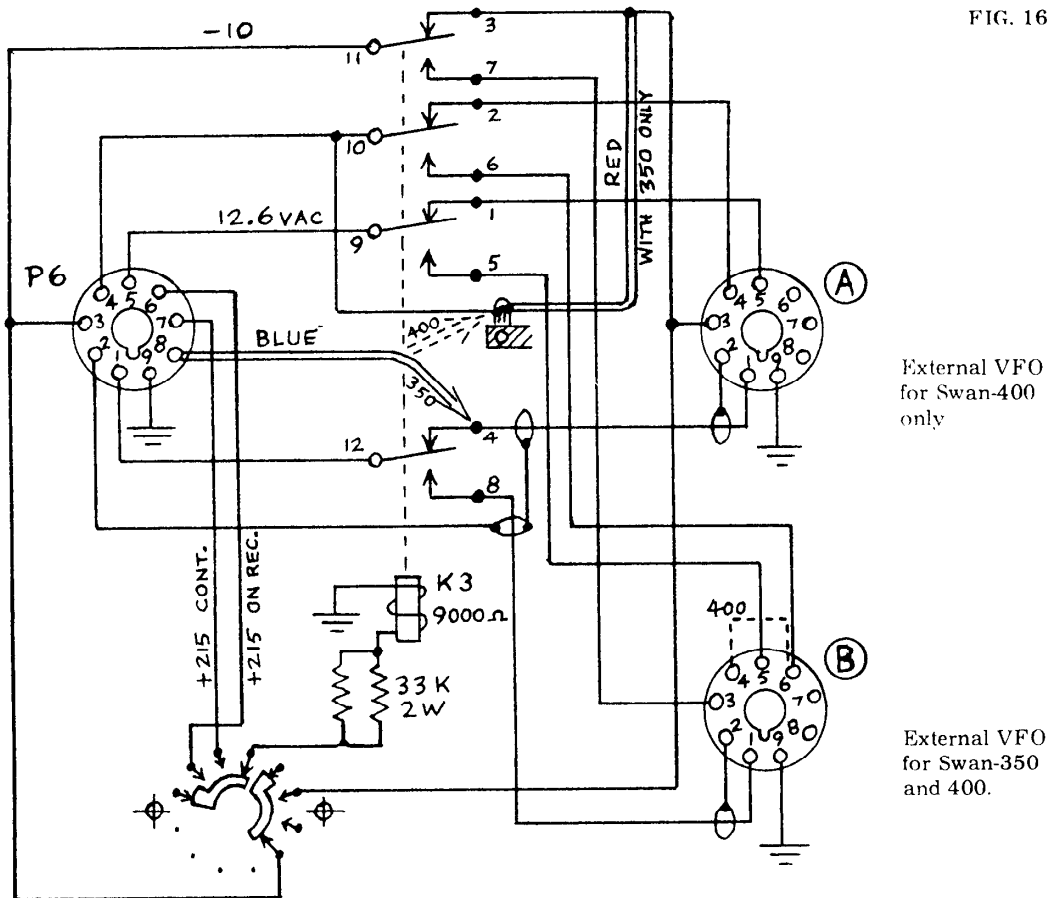 FIG. 16
-10
11
3
7
10
2
6
12.6 VAC
9
1
5
RED
WITH 350 ONLY
P6
1
2
3
4
5
6
7
8
9
A
1
2
3
4
5
6
7
8
9
External VFO
for Swan-400
only
BLUE
400
350
12
4
8
+215 CONT.
+215 ON REC.
K3
9000Ω
33K
2W
400
B
1
2
3
4
5
6
7
8
9
External VFO
for Swan-350
and 400.